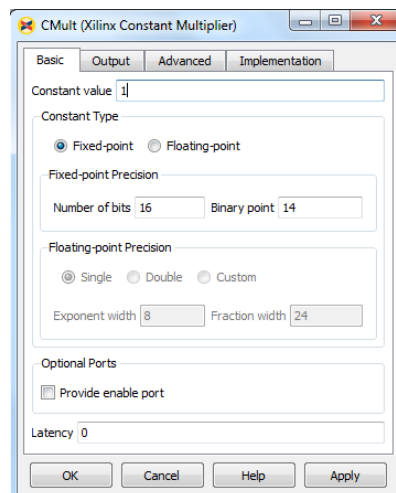 CMult (Xilinx Constant Multiplier)
Basic Output Advanced Implementation
Constant value 1
Constant Type
Fixed-point Floating-point
Fixed-point Precision
Number of bits 16 Binary point 14
Floating-point Precision
Single Double Custom
Exponent width 8 Fraction width 24
Optional Ports
Provide enable port
Latency 0
OK Cancel Help Apply